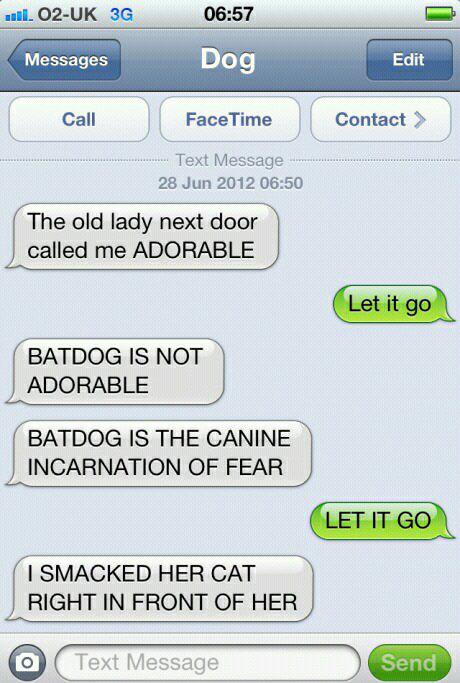 O2-UK 3G 06:57
Messages Dog Edit
Call FaceTime Contact
Text Message
28 Jun 2012 06:50
The old lady next door
called me ADORABLE
Let it go
BATDOG IS NOT
ADORABLE
BATDOG IS THE CANINE
INCARNATION OF FEAR
LET IT GO
I SMACKED HER CAT
RIGHT IN FRONT OF HER
Text Message Send